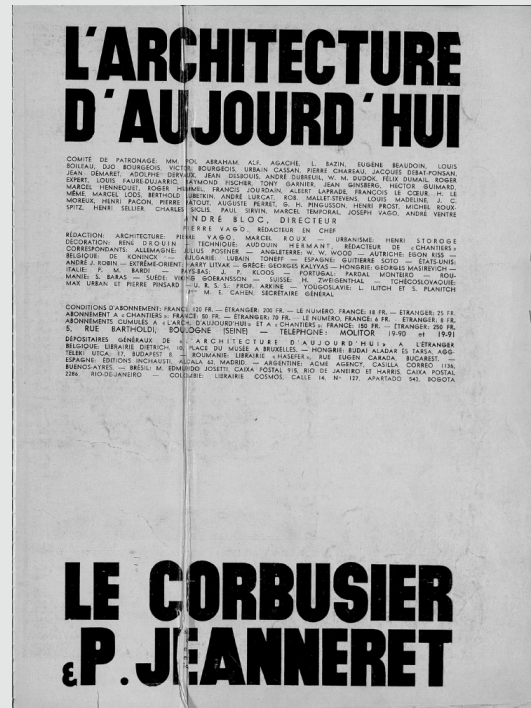 L'ARCHITECTURE
D'AUJOURD'HUI
COMITÉ DE PATRONAGE: MM. POL ABRAHAM, ALF. AGACHE, L. BAZIN, EUGÈNE BEAUDOIN, LOUIS
BOILEAU, DJO BOURGEOIS, VICTOR BOURGEOIS, URBAIN CASSAN, PIERRE CHAREAU, JACQUES DEBAT-PONSAN,
JEAN DÉMARET, ADOLPHE DERVAUX, JEAN DESBOUIS, ANDRÉ DUBREUIL, W. M. DUDOK, FÉLIX DUMAIL, ROGER
EXPERT, LOUIS FAURE-DUJARRIC, RAYMOND FISCHER, TONY GARNIER, JEAN GINSBERG, HECTOR GUIMARD,
MARCEL HENNEQUET, ROGER HUMMEL, FRANCIS JOURDAIN, ALBERT LAPRADE, FRANÇOIS LE CŒUR, H. LE
MÊME, MARCEL LODS, BERTHOLD LUBETKIN, ANDRÉ LURÇAT, ROB. MALLET-STEVENS, LOUIS MADELINE, J. C.
MOREUX, HENRI PACON, PIERRE PATOUT, AUGUSTE PERRET, G. H. PINGUSSON, HENRI PROST, MICHEL ROUX-
SPITZ, HENRI SELLIER, CHARLES SICLIS, PAUL SIRVIN, MARCEL TEMPORAL, JOSEPH VAGO, ANDRÉ VENTRE
ANDRÉ BLOC, DIRECTEUR
PIERRE VAGO, RÉDACTEUR EN CHEF
RÉDACTION: ARCHITECTURE: PIERRE VAGO, MARCEL ROUX — URBANISME: HENRI STOROGE
DÉCORATION: RENÉ DROUIN — TECHNIQUE: AUDOUIN HERMANT, RÉDACTEUR DE «CHANTIERS»
CORRESPONDANTS: ALLEMAGNE: JULIUS POSENER — ANGLETERRE: W. W. WOOD — AUTRICHE: EGON RISS —
BELGIQUE: DE KONINCK — BULGARIE: LUBAIN TONEFF — ESPAGNE: GUTIERRE SOTO — ÉTATS-UNIS:
ANDRÉ J. ROBIN — EXTRÊME-ORIENT: HARRY LITVAK — GRÈCE: GEORGES KALYVAS — HONGRIE: GEORGES MASIREVICH —
ITALIE: P. M. BARDI — PAYS-BAS: J. P. KLOOS — PORTUGAL: PARDAL MONTEIRO — ROU-
MANIE: S. BARAS — SUÈDE: VIKING GOERANSSON — SUISSE: H. ZWEIGENTHAL — TCHÉCOSLOVAQUIE:
MAX URBAN ET PIERRE PINSARD — U. R. S. S. PROF. ARKINE — YOUGOSLAVIE: L. ILITCH ET S. PLANITCH
M. E. CAHEN, SECRÉTAIRE GÉNÉRAL
CONDITIONS D'ABONNEMENT: FRANCE 120 FR. — ÉTRANGER: 200 FR. — LE NUMÉRO. FRANCE: 18 FR. — ÉTRANGER: 25 FR.
ABONNEMENT A «CHANTIERS»: FRANCE: 50 FR. — ÉTRANGER: 70 FR. — LE NUMÉRO. FRANCE: 6 FR. — ÉTRANGER: 8 FR.
ABONNEMENTS CUMULÉS A «L'ARCH. D'AUJOURD'HUI» ET A «CHANTIERS»: FRANCE: 150 FR. — ÉTRANGER: 250 FR.
5, RUE BARTHOLDI, BOULOGNE (SEINE) — TÉLÉPHONE: MOLITOR 19-90 et 19-91
DÉPOSITAIRES GÉNÉRAUX DE «L'ARCHITECTURE D'AUJOURD'HUI» A L'ÉTRANGER
BELGIQUE: LIBRAIRIE DIETRICH, 10, PLACE DU MUSÉE A BRUXELLES. — HONGRIE: BUDAI ALADAR ÉS TARSA, AGG-
TELEKI UTCA, 17, BUDAPEST 8 — ROUMANIE: LIBRAIRIE «HASEFER», RUE EUGEN CARADA, BUCAREST. —
ESPAGNE: EDITIONS INCHAUSTI, ALCALA 63, MADRID. — ARGENTINE: ACME AGENCY, CASILLA CORREO 1136,
BUENOS-AYRES. — BRÉSIL: M. EDMUNDO JOSETTI, CAIXA POSTAL 215, RIO DE JANEIRO ET HARRIS, CAIXA POSTAL
2286 RIO-DE-JANEIRO — COLOMBIE: LIBRAIRIE COSMOS, CALLE 14, N° 127, APARTADO 543, BOGOTA
LE CORBUSIER
& P. JEANNERET